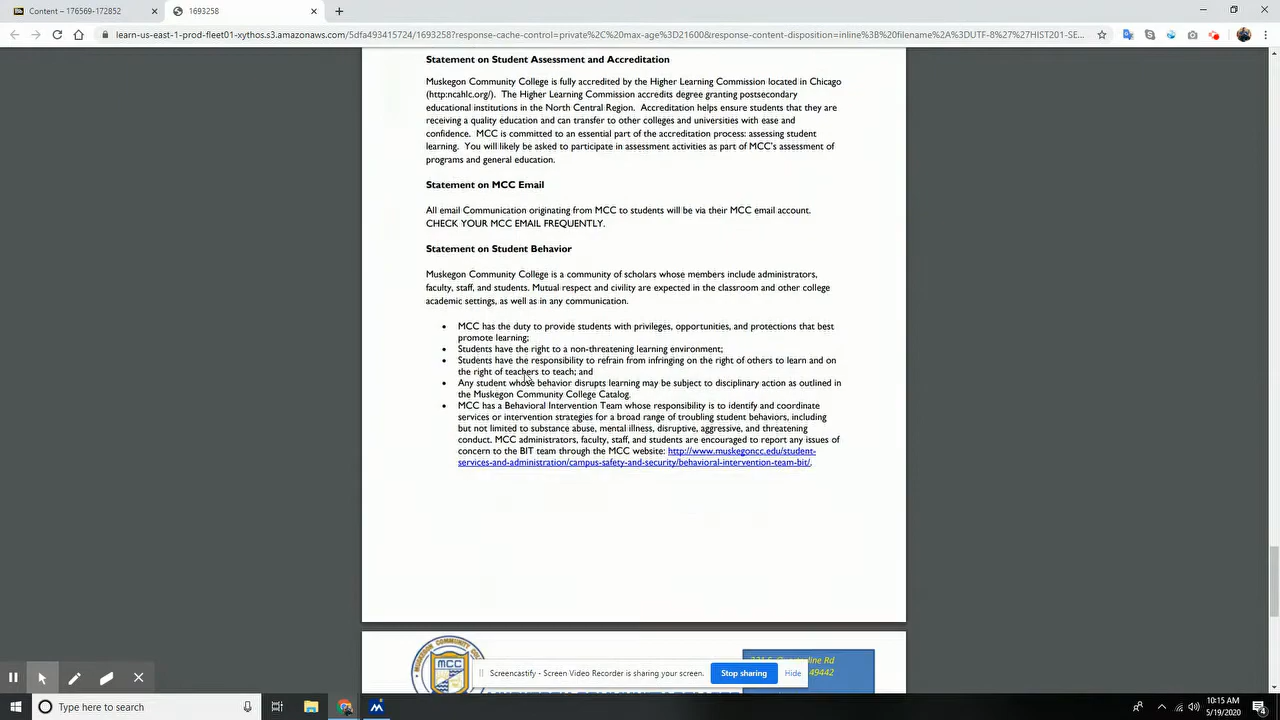 Content – 176569-172852
1693258
learn-us-east-1-prod-fleet01-xythos.s3.amazonaws.com/5dfa493415724/1693258?response-cache-control=private%2C%20max-age%3D21600&response-content-disposition=inline%3B%20filename%2A%3DUTF-8%27%27HIST201-SE...
Statement on Student Assessment and Accreditation
Muskegon Community College is fully accredited by the Higher Learning Commission located in Chicago
(http:ncahlc.org/). The Higher Learning Commission accredits degree granting postsecondary
educational institutions in the North Central Region. Accreditation helps ensure students that they are
receiving a quality education and can transfer to other colleges and universities with ease and
confidence. MCC is committed to an essential part of the accreditation process: assessing student
learning. You will likely be asked to participate in assessment activities as part of MCC's assessment of
programs and general education.
Statement on MCC Email
All email Communication originating from MCC to students will be via their MCC email account.
CHECK YOUR MCC EMAIL FREQUENTLY.
Statement on Student Behavior
Muskegon Community College is a community of scholars whose members include administrators,
faculty, staff, and students. Mutual respect and civility are expected in the classroom and other college
academic settings, as well as in any communication.
• MCC has the duty to provide students with privileges, opportunities, and protections that best
promote learning;
• Students have the right to a non-threatening learning environment;
• Students have the responsibility to refrain from infringing on the right of others to learn and on
the right of teachers to teach; and
• Any student whose behavior disrupts learning may be subject to disciplinary action as outlined in
the Muskegon Community College Catalog.
• MCC has a Behavioral Intervention Team whose responsibility is to identify and coordinate
services or intervention strategies for a broad range of troubling student behaviors, including
but not limited to substance abuse, mental illness, disruptive, aggressive, and threatening
conduct. MCC administrators, faculty, staff, and students are encouraged to report any issues of
concern to the BIT team through the MCC website: http://www.muskegoncc.edu/student-
services-and-administration/campus-safety-and-security/behavioral-intervention-team-bit/.
MUSKEGON COMMUNITY
MCC
Rd
49442
Screencastify - Screen Video Recorder is sharing your screen.
Stop sharing
Hide
Type here to search
10:15 AM
5/19/2020
4